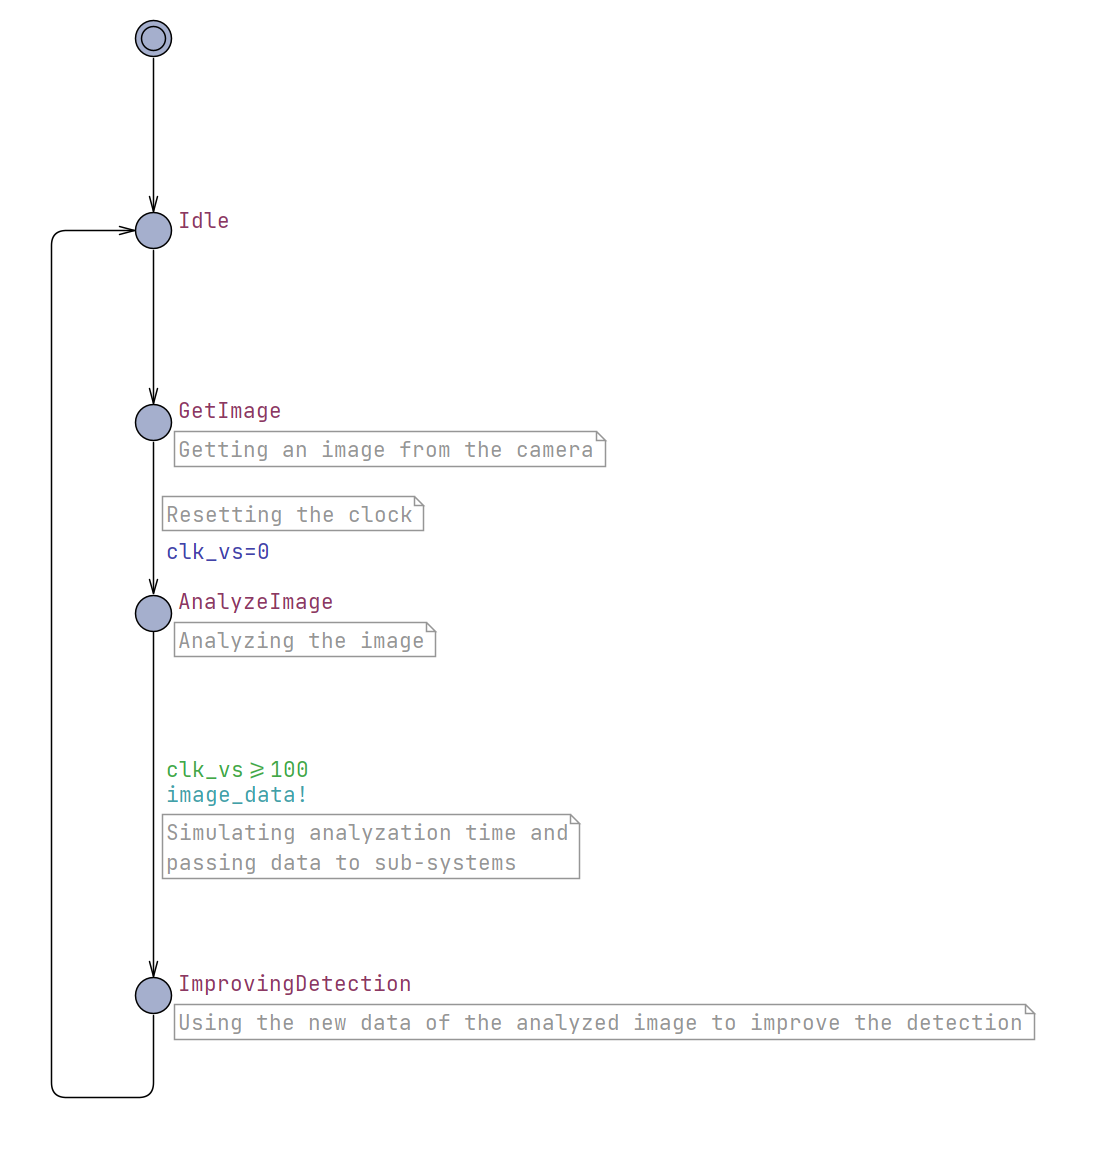 Idle
GetImage
Getting an image from the camera
Resetting the clock
clk_vs=0
AnalyzeImage
Analyzing the image
clk_vs⩾100
image_data!
Simulating analyzation time and
passing data to sub-systems
ImprovingDetection
Using the new data of the analyzed image to improve the detection